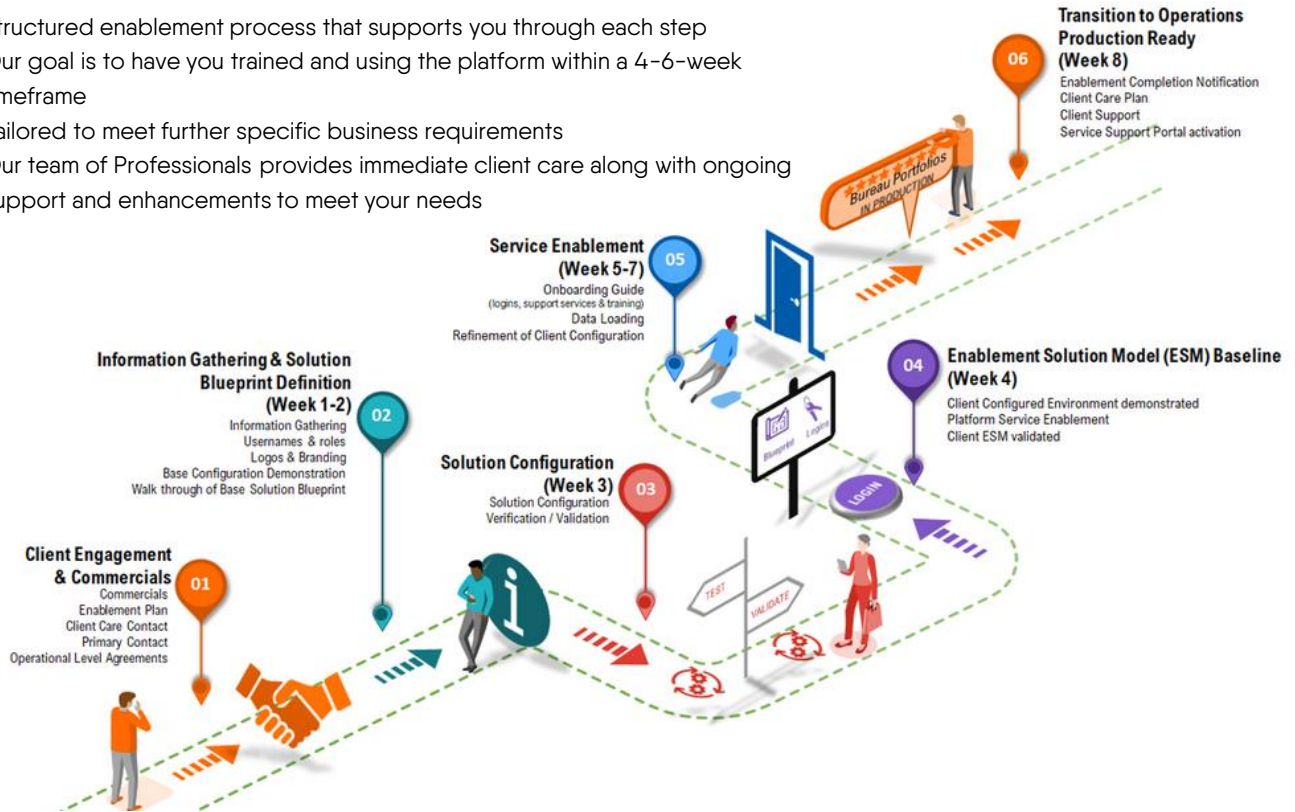 tructured enablement process that supports you through each step
ur goal is to have you trained and using the platform within a 4-6-week
meframe
ailored to meet further specific business requirements
ur team of Professionals provides immediate client care along with ongoing
upport and enhancements to meet your needs
Transition to Operations
Production Ready
(Week 8)
06
Enablement Completion Notification
Client Care Plan
Client Support
Service Support Portal activation
Bureau Portfolios
IN PRODUCTION
Service Enablement
(Week 5-7)
05
Onboarding Guide
(logins, support services & training)
Data Loading
Refinement of Client Configuration
Enablement Solution Model (ESM) Baseline
(Week 4)
04
Client Configured Environment demonstrated
Platform Service Enablement
Client ESM validated
Blueprint
Logins
LOGIN
Information Gathering & Solution
Blueprint Definition
(Week 1-2)
02
Information Gathering
Usernames & roles
Logos & Branding
Base Configuration Demonstration
Walk through of Base Solution Blueprint
Solution Configuration
(Week 3)
03
Solution Configuration
Verification / Validation
TEST
VALIDATE
i
Client Engagement
& Commercials
01
Commercials
Enablement Plan
Client Care Contact
Primary Contact
Operational Level Agreements